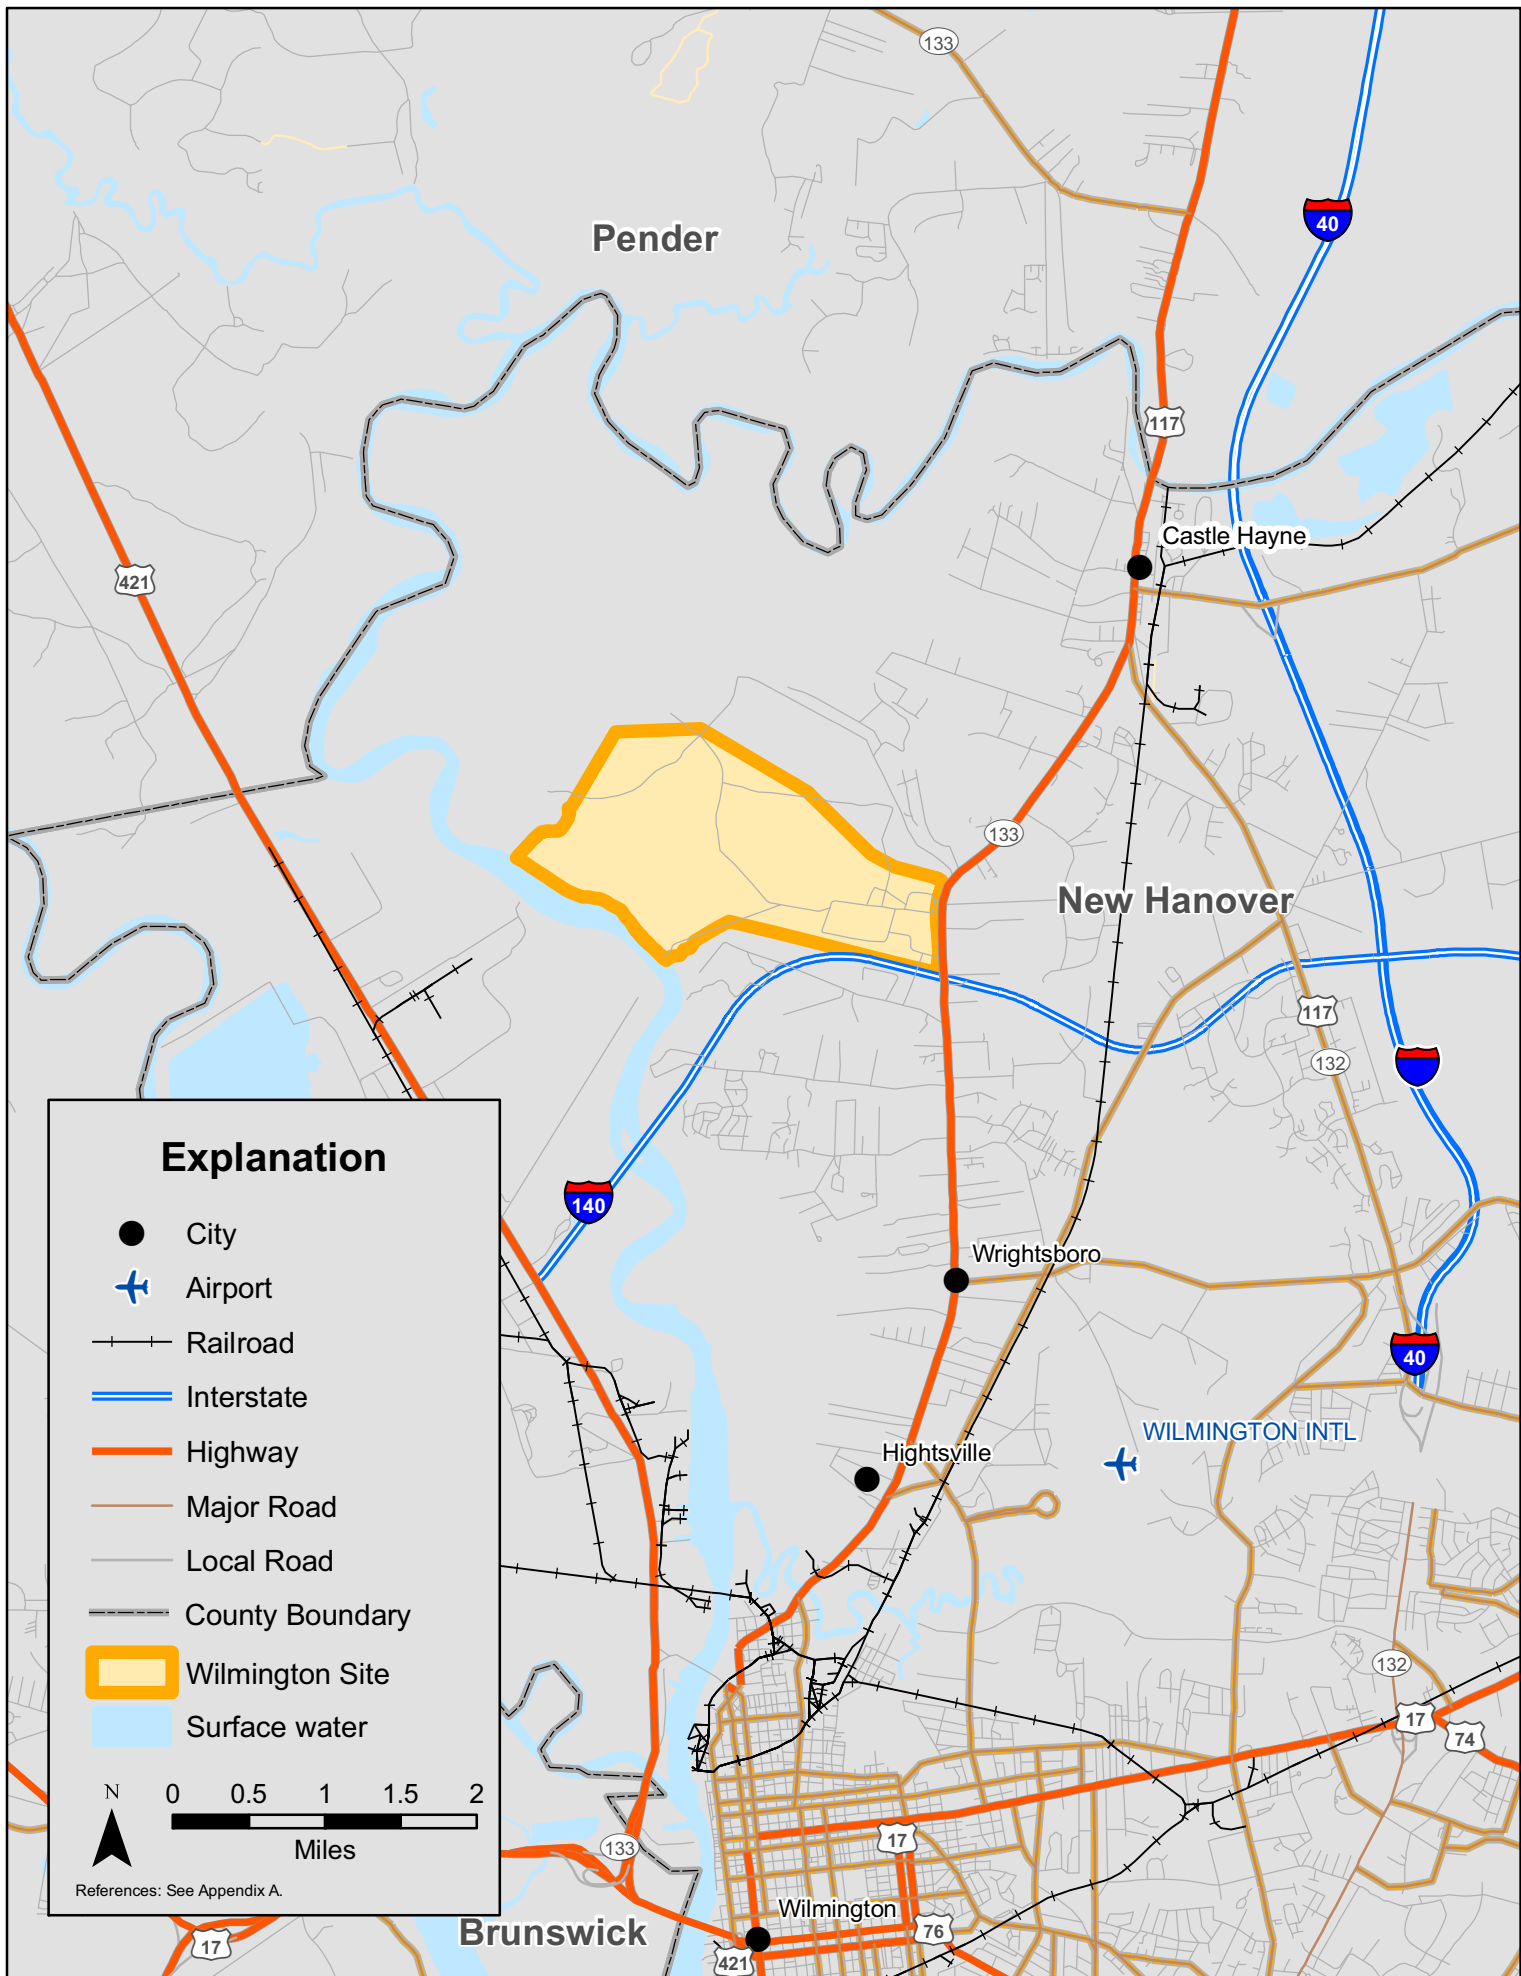 133
Pender
40
117
Castle Hayne
421
133
New Hanover
117
132
Explanation
City
Airport
Railroad
Interstate
Highway
Major Road
Local Road
County Boundary
Wilmington Site
Surface water
N
0 0.5 1 1.5 2
Miles
References: See Appendix A.
140
Wrightsboro
40
WILMINGTON INTL
Hightsville
132
17
74
133
17
Wilmington
Brunswick
76
17
421